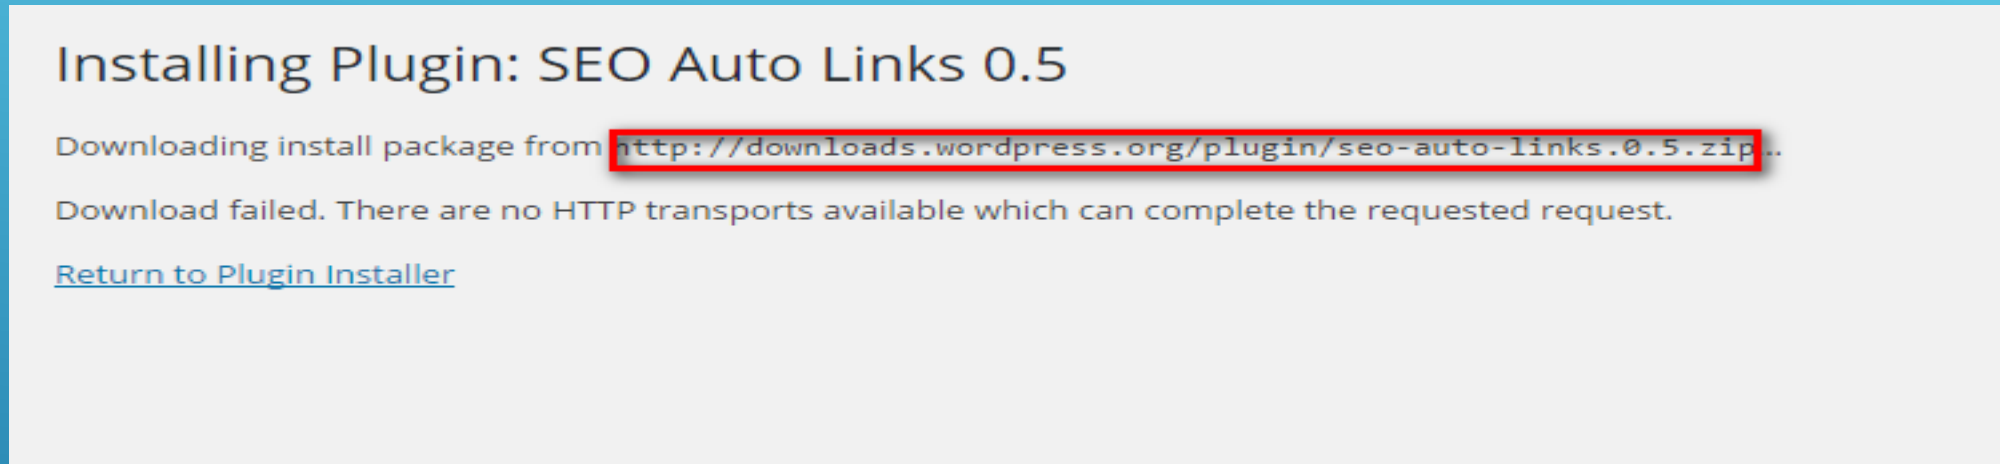 Installing Plugin: SEO Auto Links 0.5
Downloading install package from http://downloads.wordpress.org/plugin/seo-auto-links.0.5.zip…
Download failed. There are no HTTP transports available which can complete the requested request.
Return to Plugin Installer